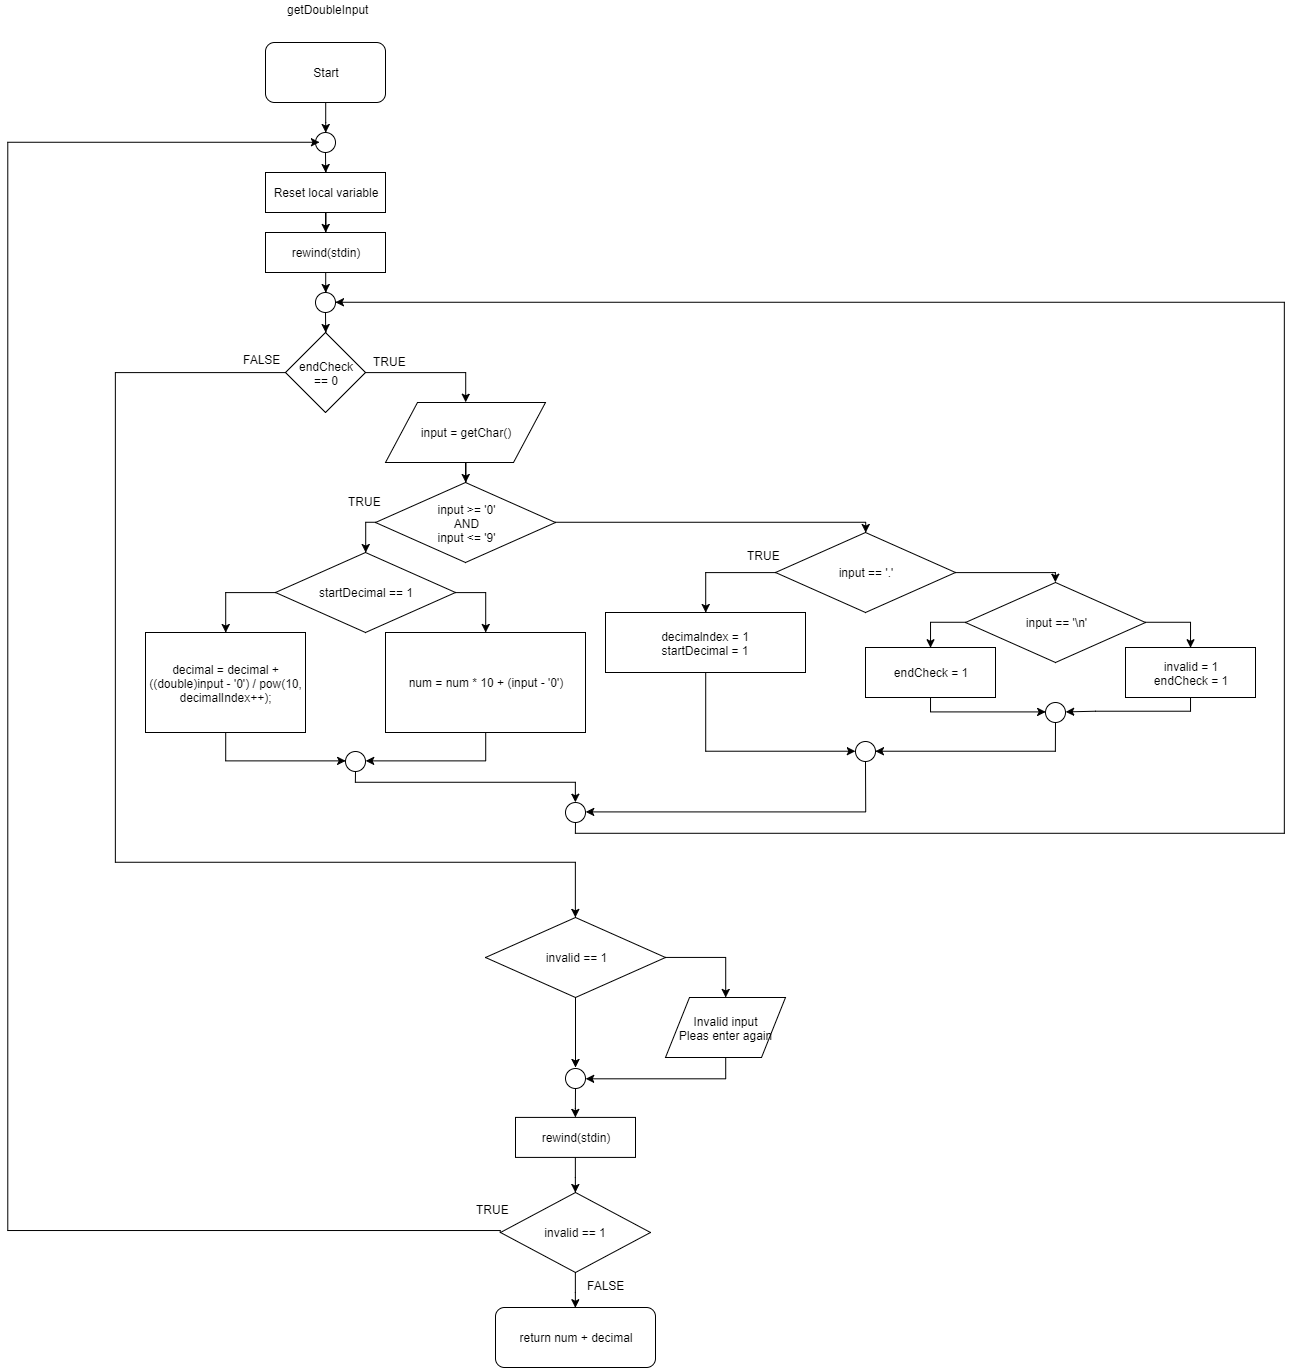 getDoubleInput
Start
Reset local variable
rewind(stdin)
FALSE
TRUE
endCheck
== 0
input = getChar()
TRUE
input >= '0'
AND
input <= '9'
TRUE
input == '.'
startDecimal == 1
input == '\n'
decimal = decimal +
((double)input - '0') / pow(10,
decimalIndex++);
num = num * 10 + (input - '0')
decimaIndex = 1
startDecimal = 1
endCheck = 1
invalid = 1
endCheck = 1
invalid == 1
Invalid input
Pleas enter again
rewind(stdin)
TRUE
invalid == 1
FALSE
return num + decimal